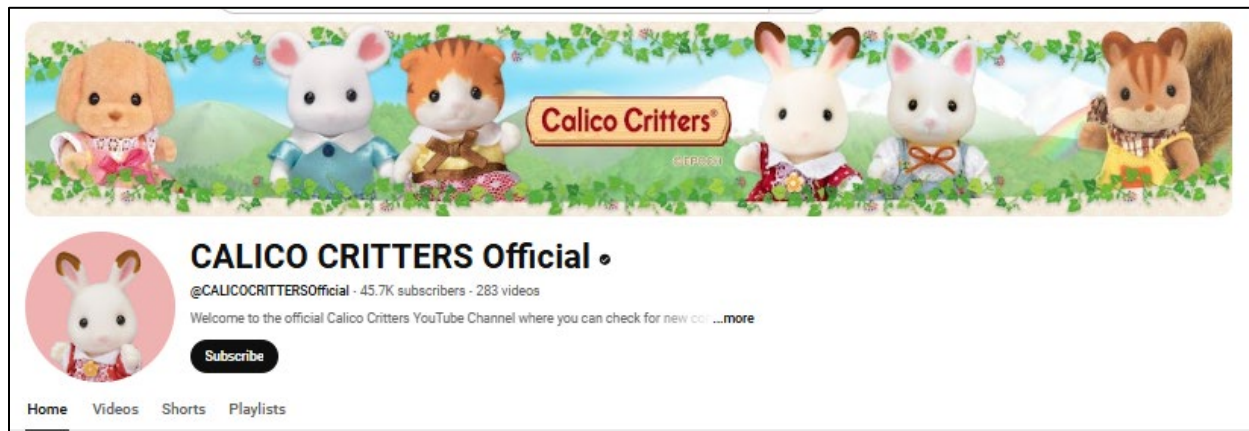 Calico Critters®
©EPOCH
CALICO CRITTERS Official
@CALICOCRITTERSOfficial · 45.7K subscribers · 283 videos
Welcome to the official Calico Critters YouTube Channel where you can check for new ...more
Subscribe
Home Videos Shorts Playlists